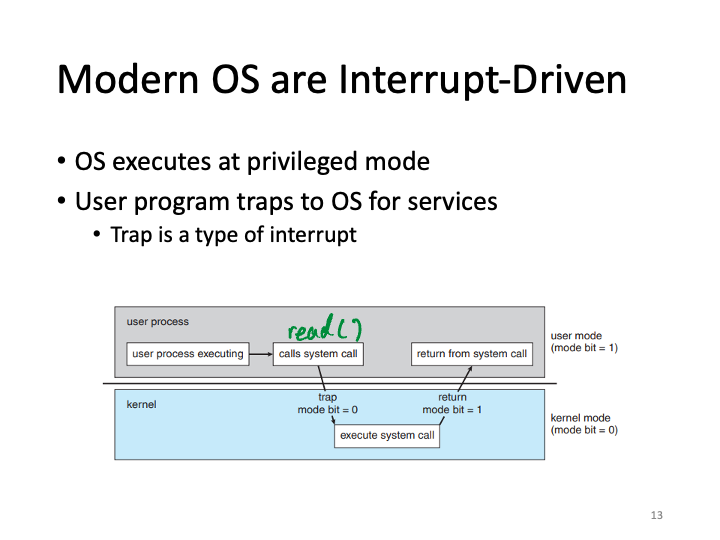 Modern OS are Interrupt-Driven
• OS executes at privileged mode
• User program traps to OS for services
• Trap is a type of interrupt
user process
read()
user process executing
calls system call
return from system call
user mode
(mode bit = 1)
kernel
trap
mode bit = 0
return
mode bit = 1
execute system call
kernel mode
(mode bit = 0)
13